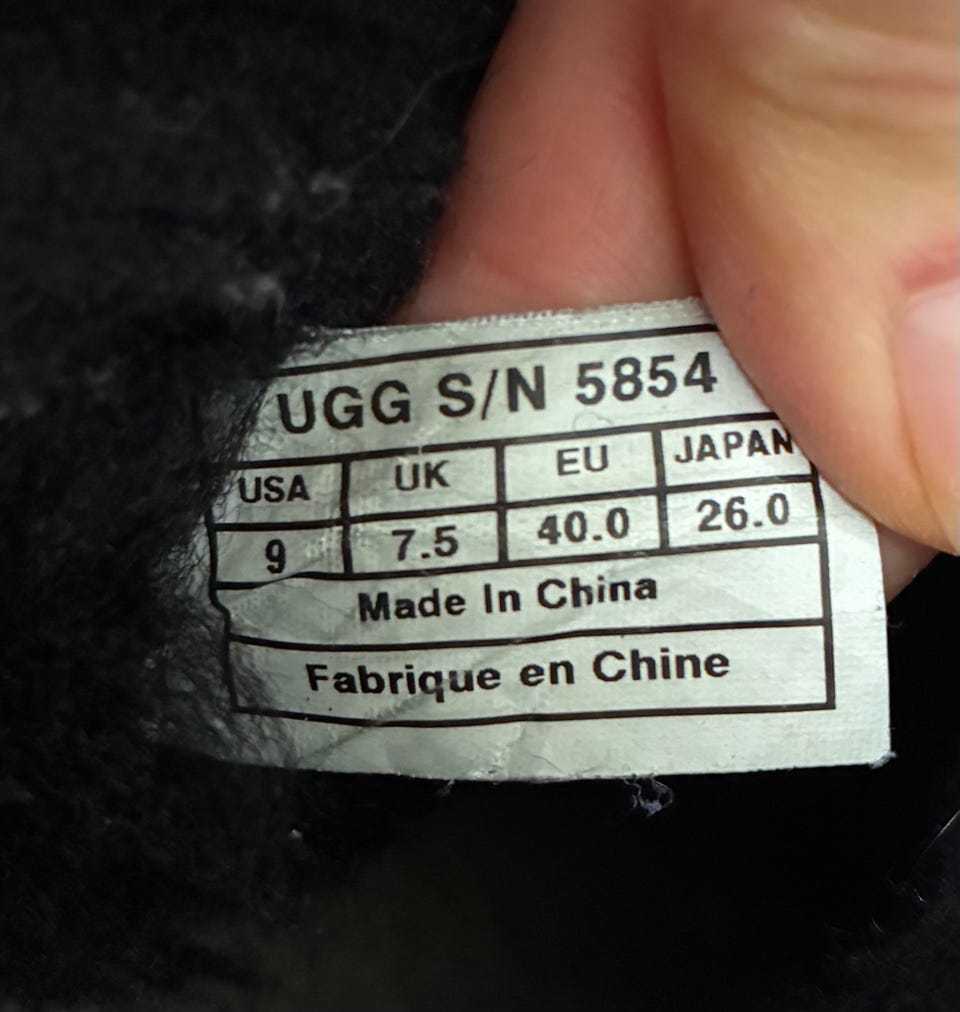 UGG S/N 5854
USA UK EU JAPAN
9 7.5 40.0 26.0
Made In China
Fabrique en Chine